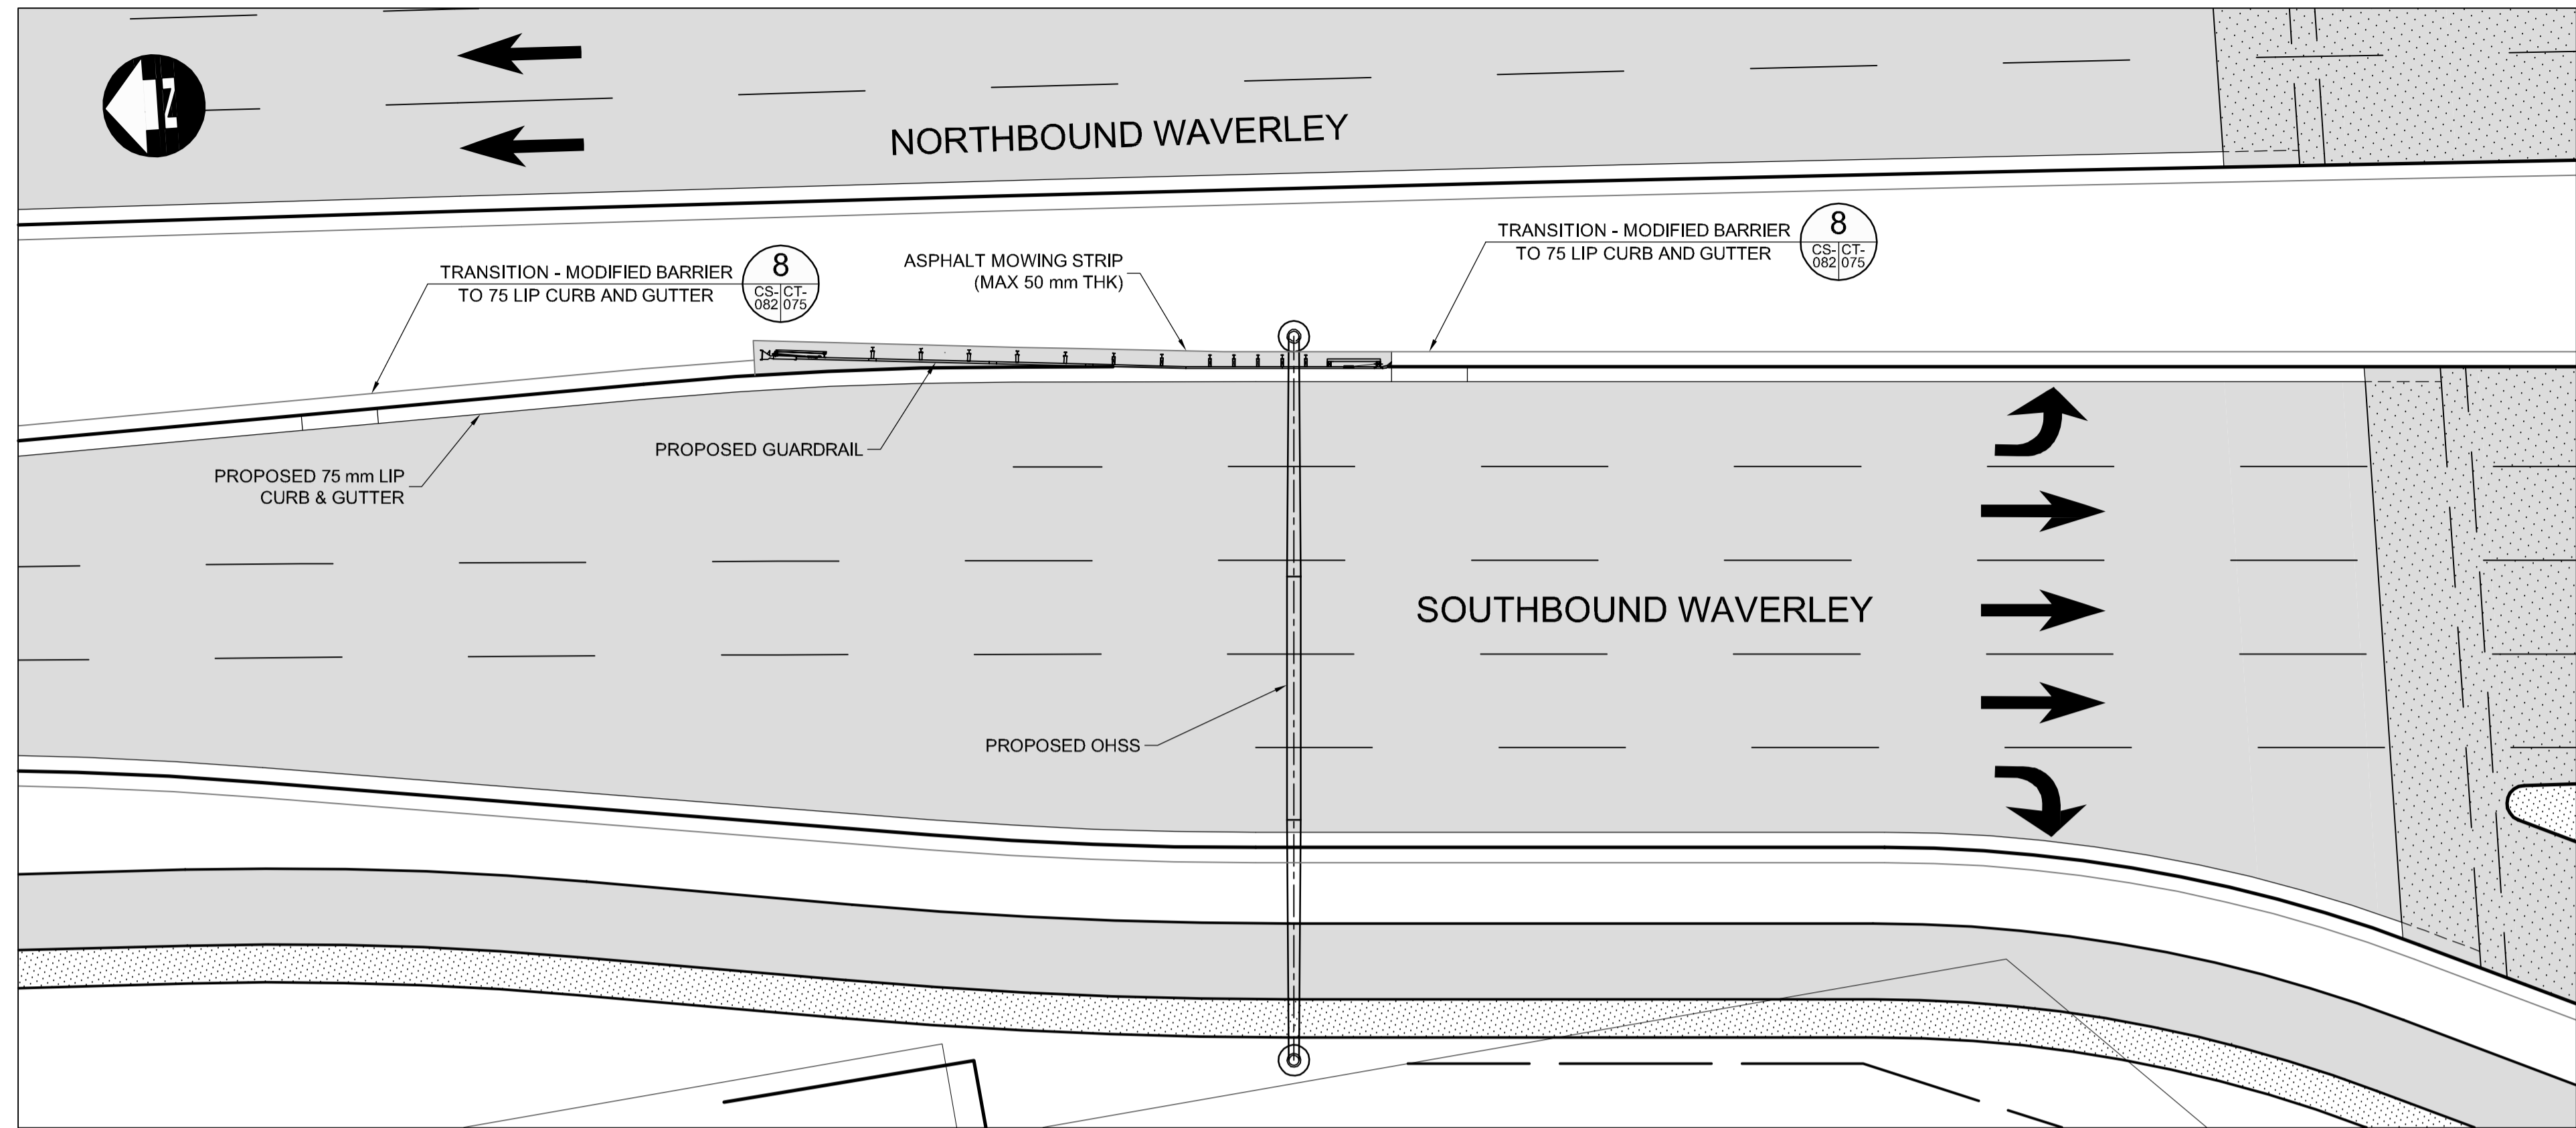 N
NORTHBOUND WAVERLEY
TRANSITION - MODIFIED BARRIER
TO 75 LIP CURB AND GUTTER
8
CS-082
CT-075
ASPHALT MOWING STRIP
(MAX 50 mm THK)
TRANSITION - MODIFIED BARRIER
TO 75 LIP CURB AND GUTTER
8
CS-082
CT-075
PROPOSED GUARDRAIL
PROPOSED 75 mm LIP
CURB & GUTTER
SOUTHBOUND WAVERLEY
PROPOSED OHSS